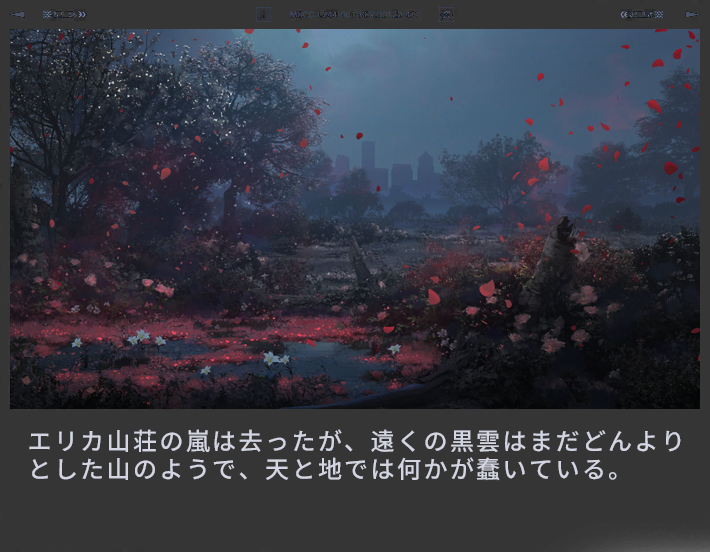 エリカ山荘の嵐は去ったが、遠くの黒雲はまだどんより
とした山のようで、天と地では何かが蠢いている。